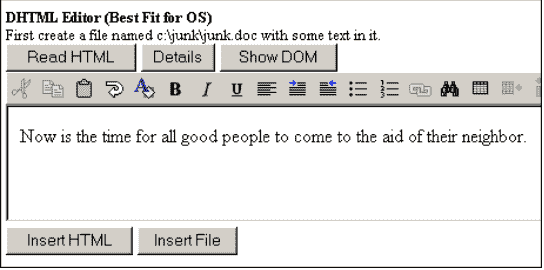 DHTML Editor (Best Fit for OS)
First create a file named c:\junk\junk.doc with some text in it.
Read HTML Details Show DOM
B I U
Now is the time for all good people to come to the aid of their neighbor.
Insert HTML Insert File